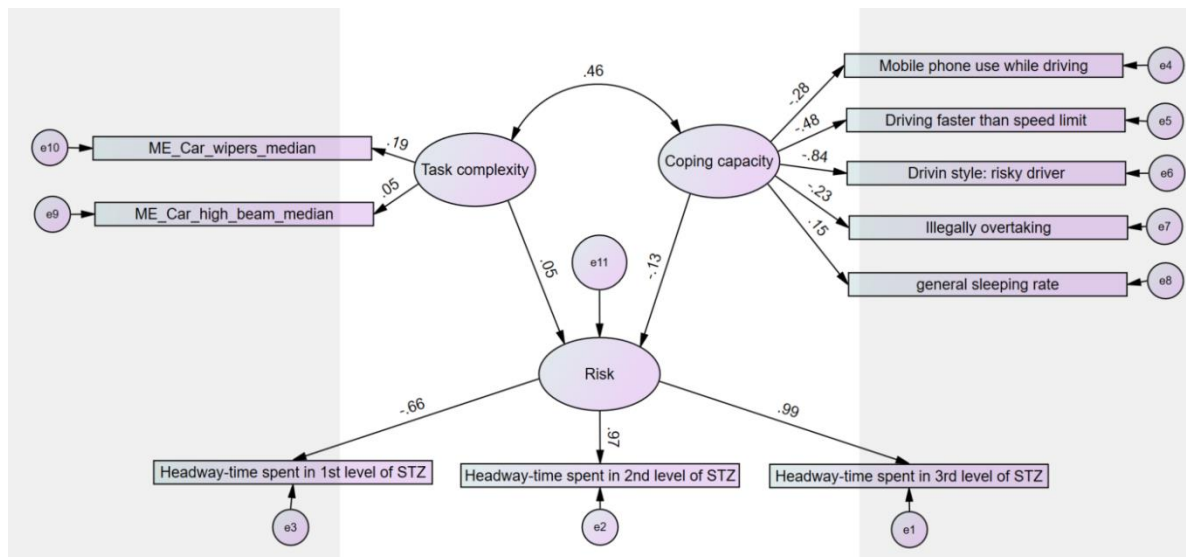 .46
Mobile phone use while driving
e4
-.28
Driving faster than speed limit
e5
-.48
e10
ME_Car_wipers_median
.19
Task complexity
Coping capacity
-.84
Drivin style: risky driver
e6
e9
ME_Car_high_beam_median
.05
-.23
Illegally overtaking
e7
.15
general sleeping rate
e8
.05
e11
-.13
Risk
-.66
.97
.99
Headway-time spent in 1st level of STZ
Headway-time spent in 2nd level of STZ
Headway-time spent in 3rd level of STZ
e3
e2
e1